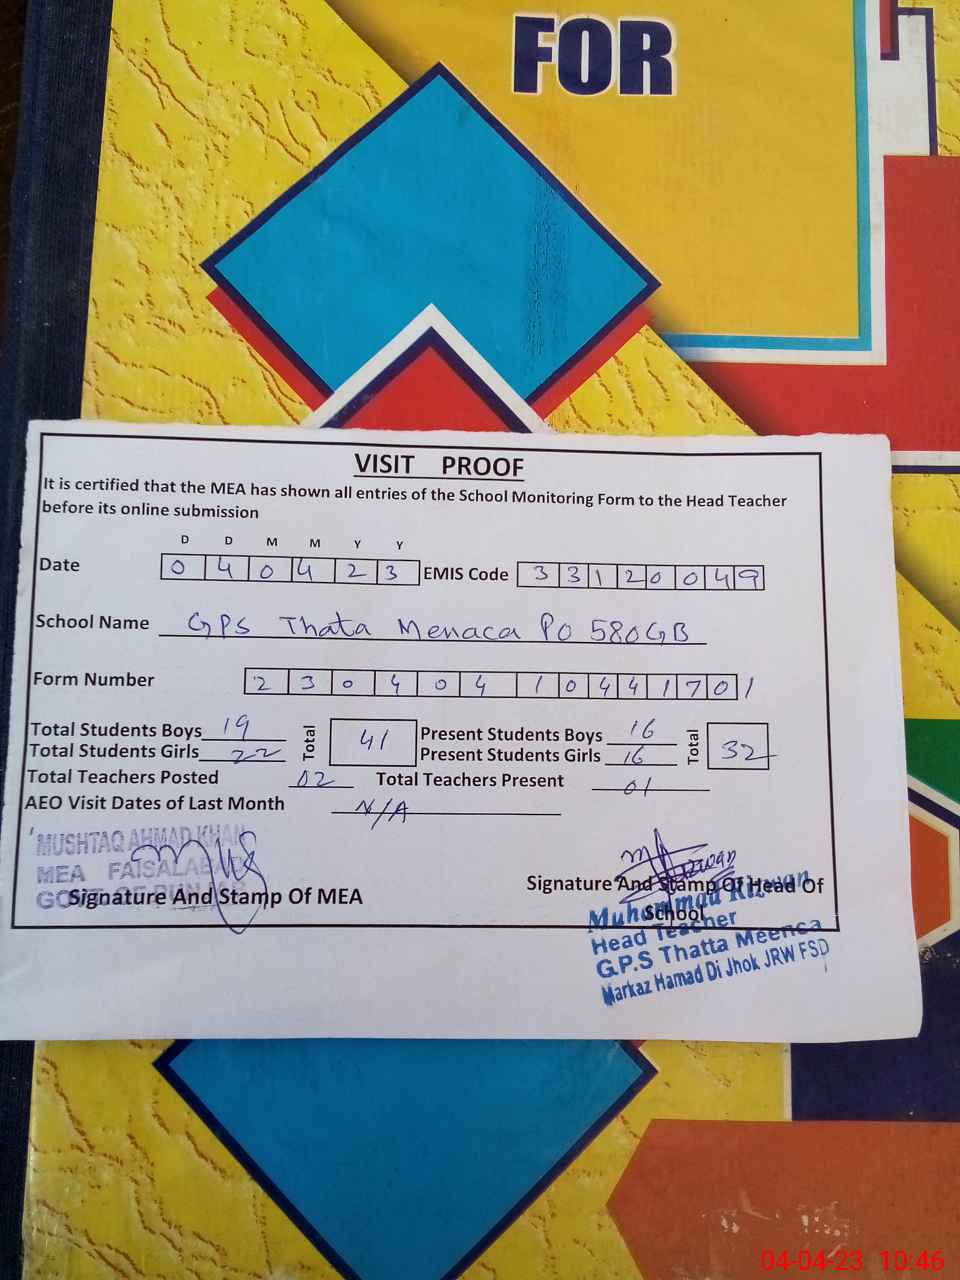 FOR
VISIT PROOF
It is certified that the MEA has shown all entries of the School Monitoring Form to the Head Teacher
before its online submission
D D M M Y Y
Date 0 4 0 4 2 3 EMIS Code 3 3 1 2 0 0 4 9
School Name GPS Thata Menaca Po 580GB
Form Number 2 3 0 4 0 4 1 0 4 4 1 7 0 1
Total Students Boys 19 Total 41 Present Students Boys 16 Total 32
Total Students Girls 22 Present Students Girls 16
Total Teachers Posted 02 Total Teachers Present 01
AEO Visit Dates of Last Month N/A
MUSHTAQ AHMAD KHAN
MEA FAISALABAD
GOVT OF PUNJAB
Signature And Stamp Of MEA
Signature And Stamp Of Head Of
School
Muhammad Rizwan
Head Teacher
G.P.S Thatta Meenca
Markaz Hamad Di Jhok JRW FSD
04-04-23 10:46